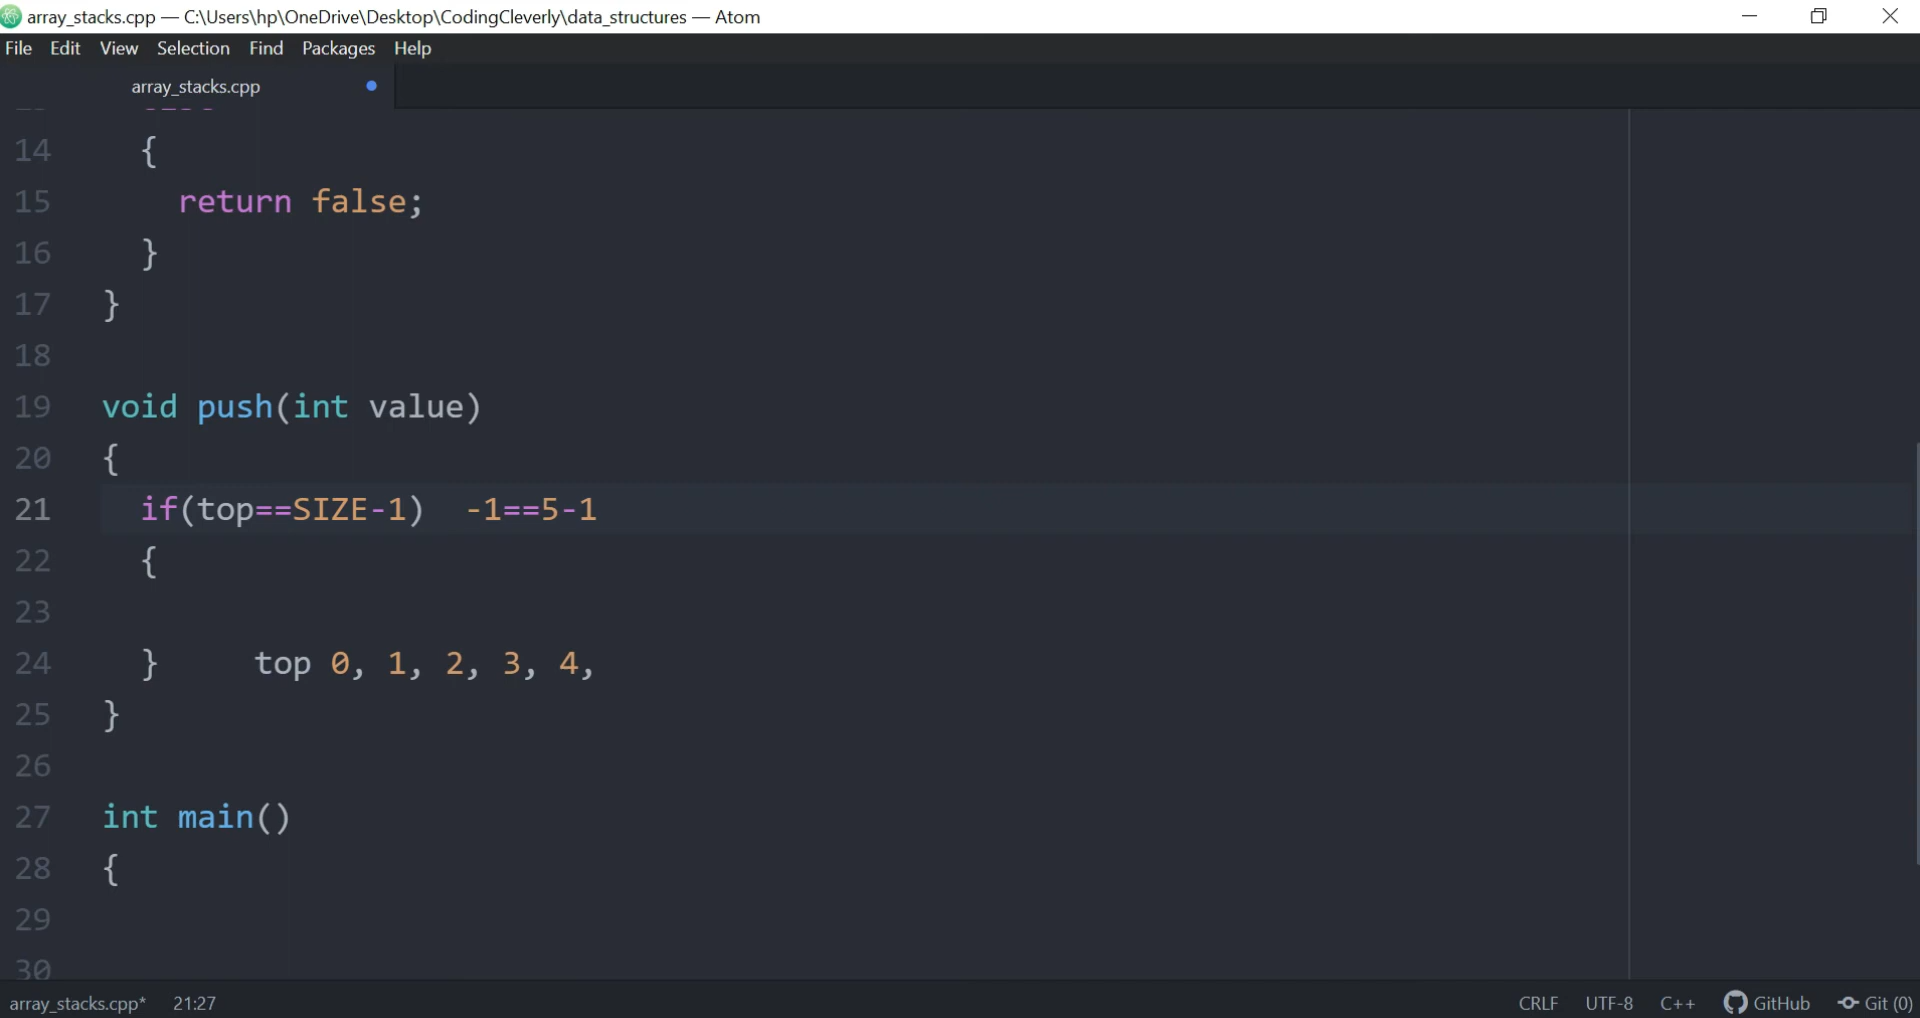 array_stacks.cpp — C:\Users\hp\OneDrive\Desktop\CodingCleverly\data_structures — Atom
File Edit View Selection Find Packages Help
array_stacks.cpp
14 {
15 return false;
16 }
17 }
18
19 void push(int value)
20 {
21 if(top==SIZE-1) -1==5-1
22 {
23
24 } top 0, 1, 2, 3, 4,
25 }
26
27 int main()
28 {
29
30
array_stacks.cpp* 21:27 CRLF UTF-8 C++ GitHub Git (0)